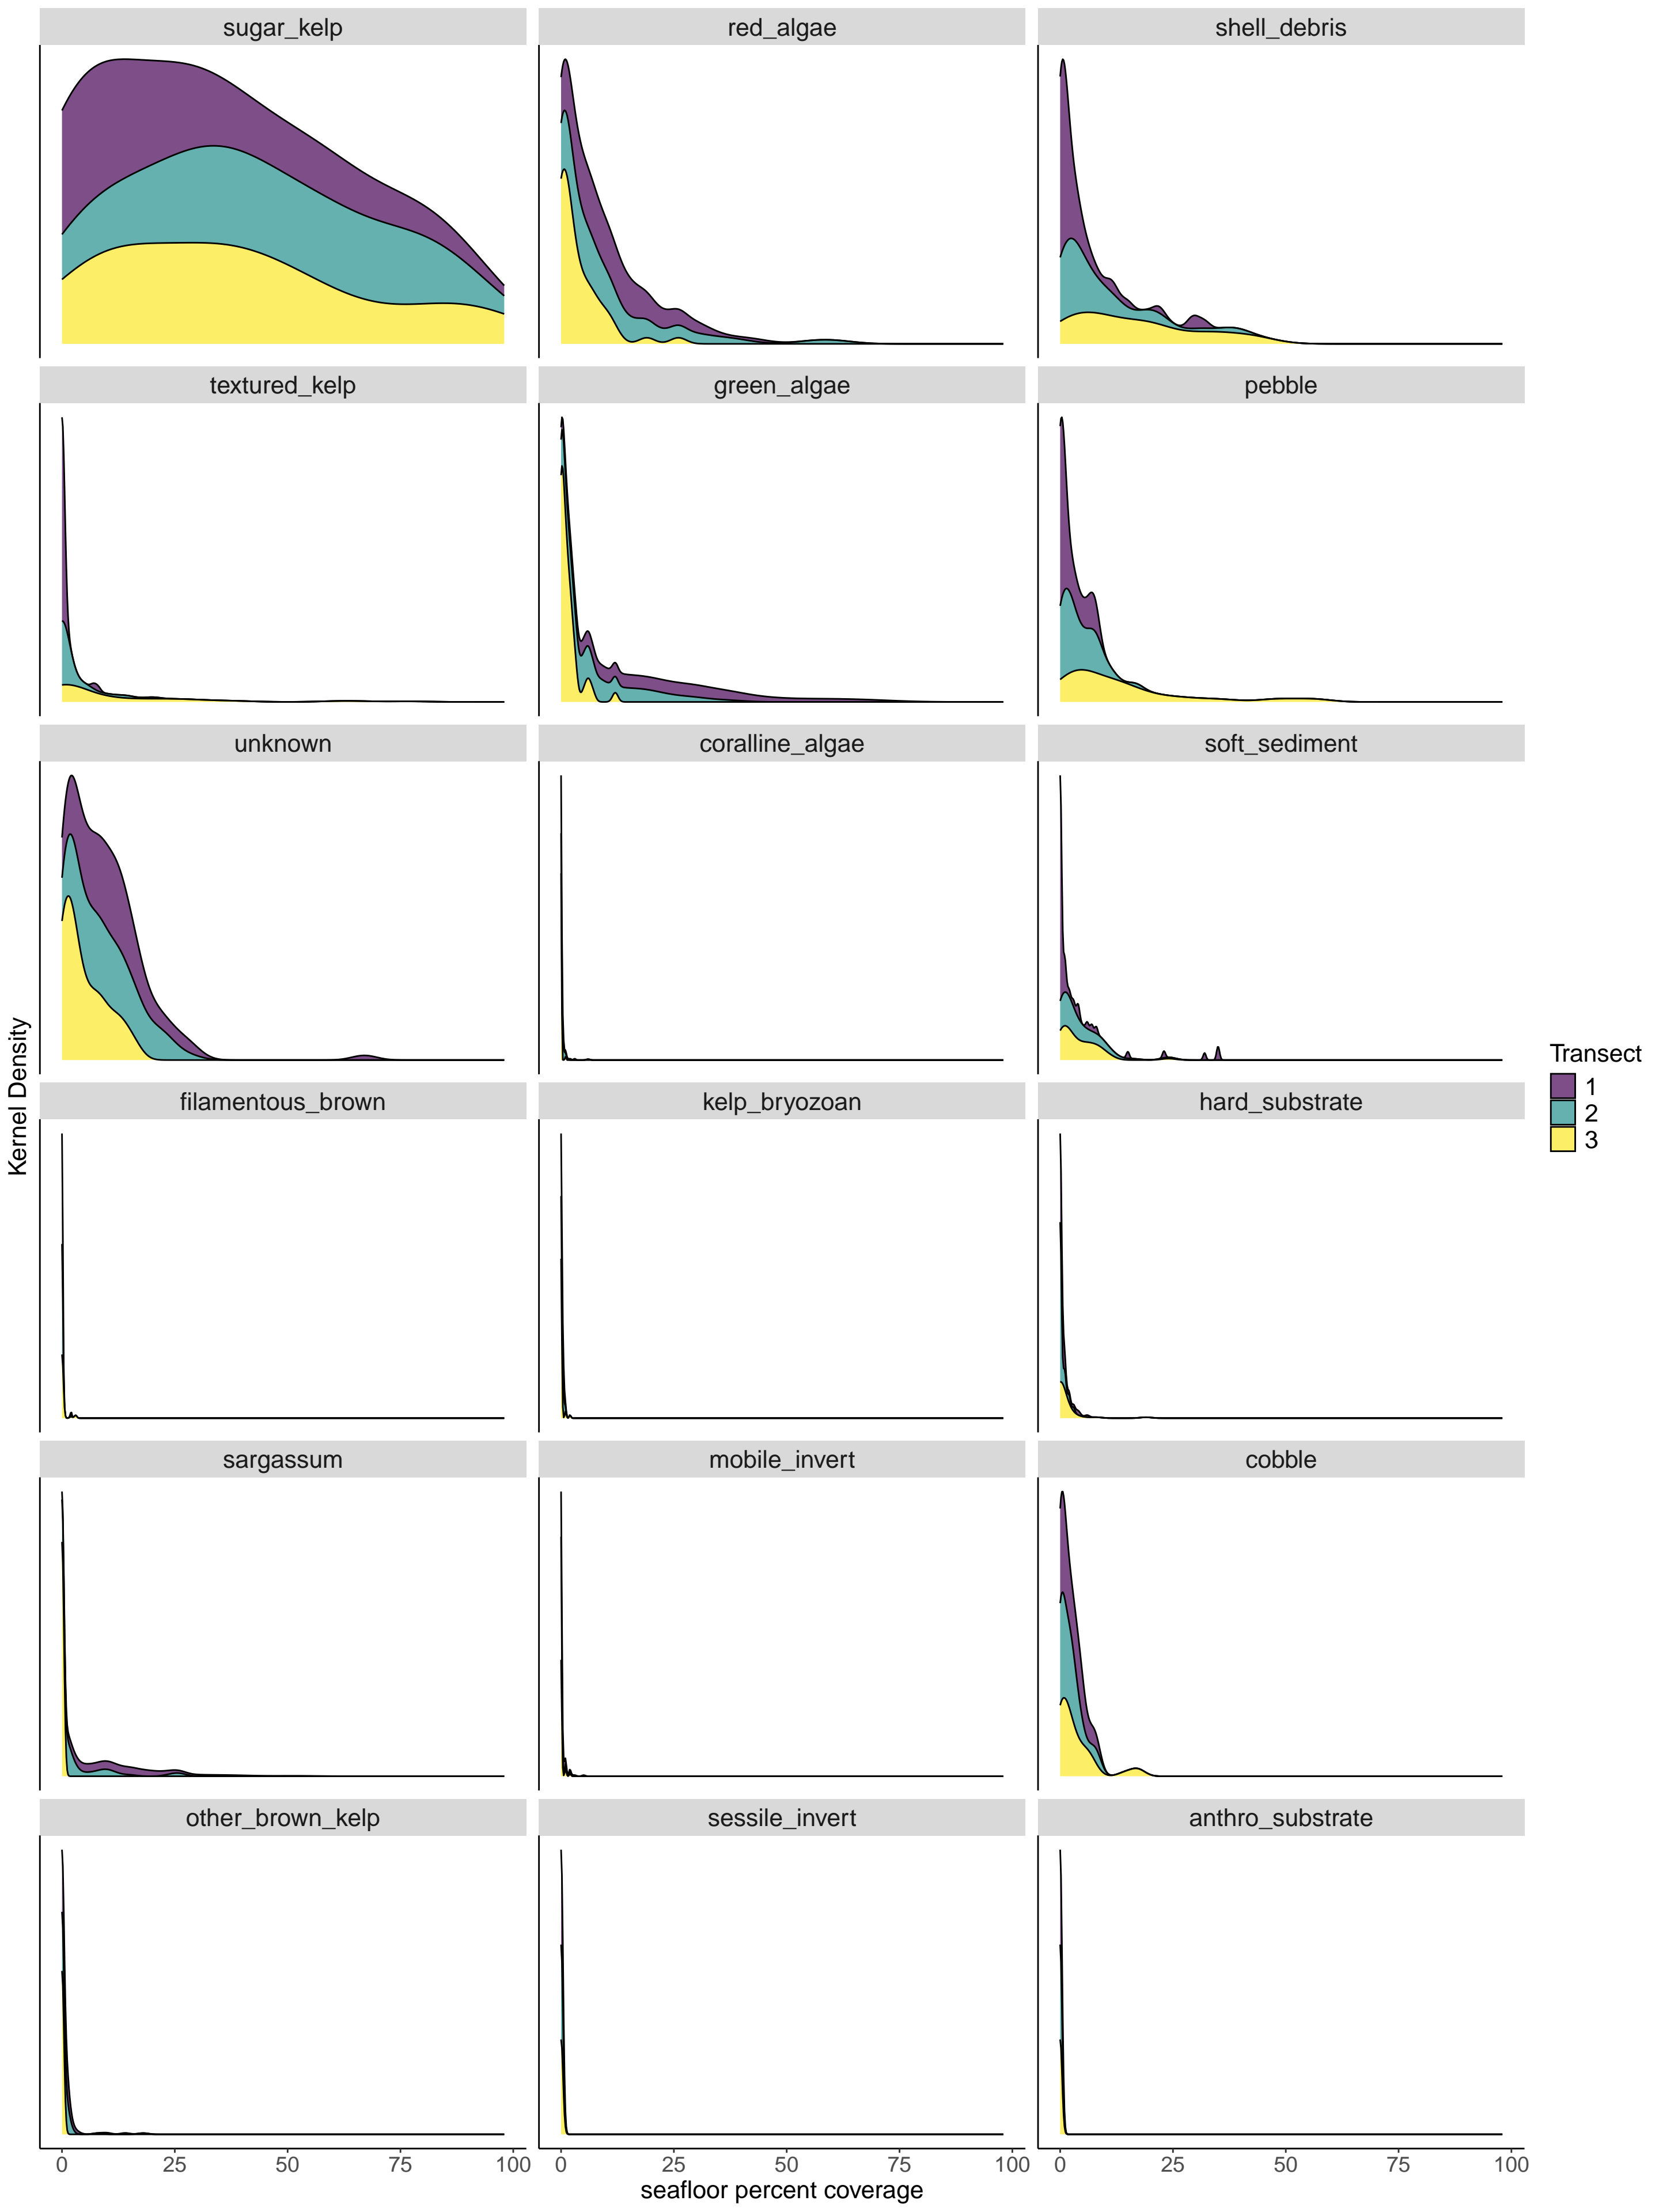 sugar_kelp
red_algae
shell_debris
textured_kelp
green_algae
pebble
unknown
coralline_algae
soft_sediment
filamentous_brown
kelp_bryozoan
hard_substrate
sargassum
mobile_invert
cobble
other_brown_kelp
sessile_invert
anthro_substrate
0 25 50 75 100
0 25 50 75 100
0 25 50 75 100
seafloor percent coverage
Kernel Density
Transect
1
2
3